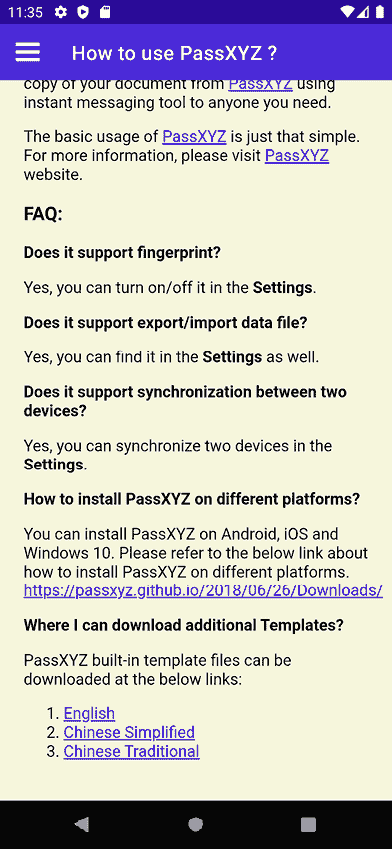 11:35
How to use PassXYZ ?
copy of your document from PassXYZ using
instant messaging tool to anyone you need.
The basic usage of PassXYZ is just that simple.
For more information, please visit PassXYZ
website.
FAQ:
Does it support fingerprint?
Yes, you can turn on/off it in the Settings.
Does it support export/import data file?
Yes, you can find it in the Settings as well.
Does it support synchronization between two
devices?
Yes, you can synchronize two devices in the
Settings.
How to install PassXYZ on different platforms?
You can install PassXYZ on Android, iOS and
Windows 10. Please refer to the below link about
how to install PassXYZ on different platforms.
https://passxyz.github.io/2018/06/26/Downloads/
Where I can download additional Templates?
PassXYZ built-in template files can be
downloaded at the below links:
1. English
2. Chinese Simplified
3. Chinese Traditional